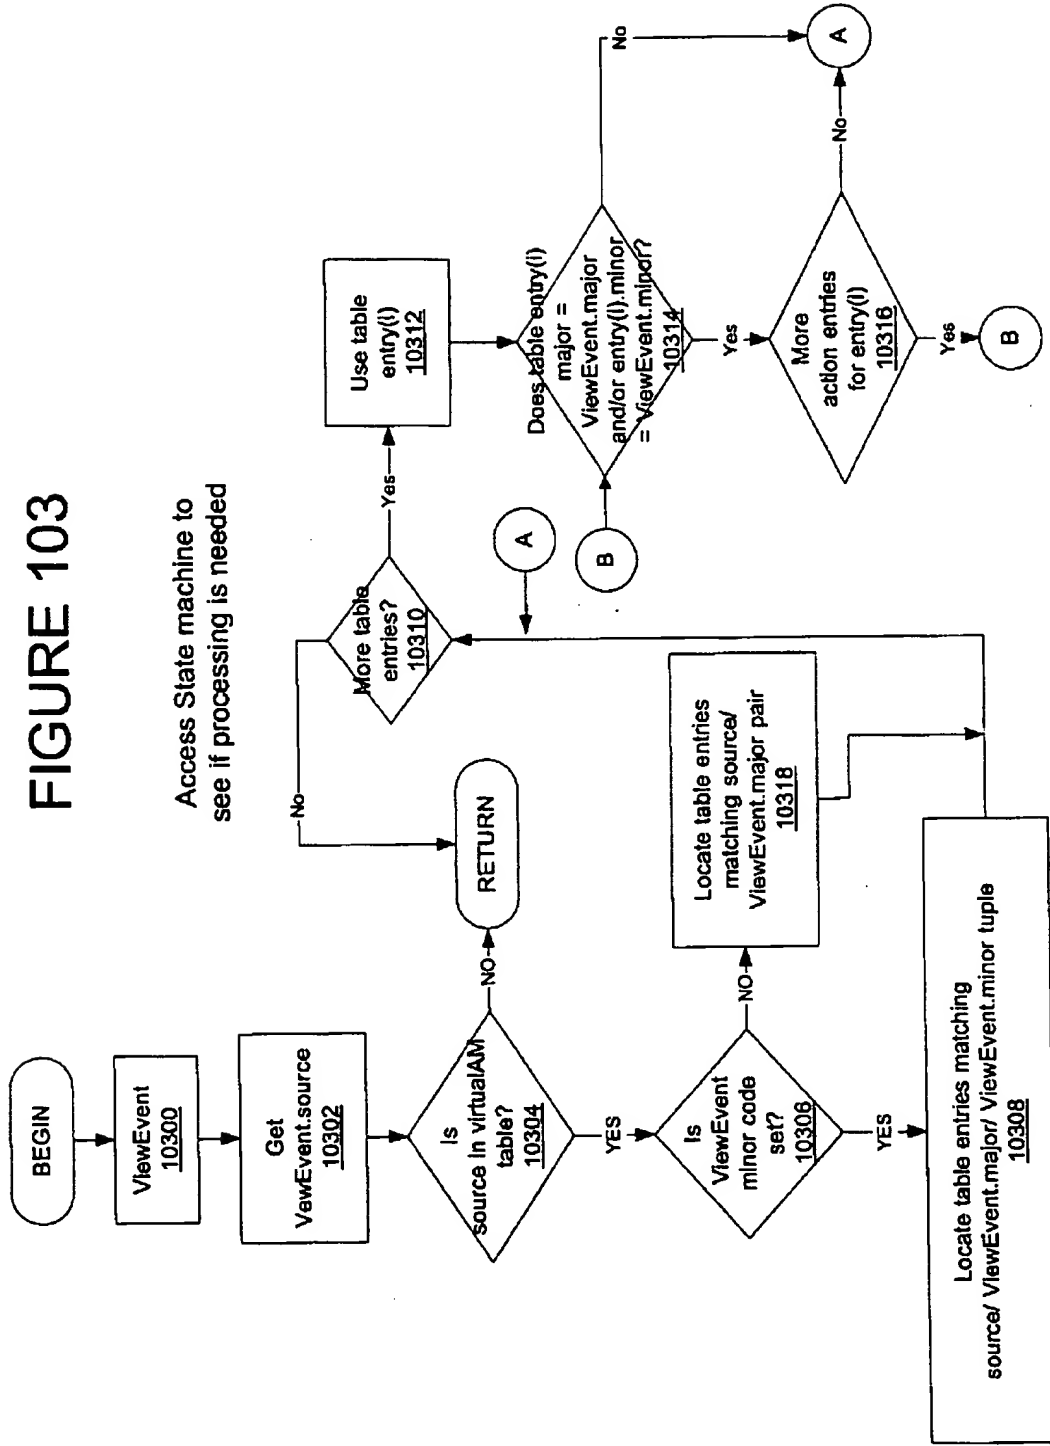 FIGURE 103
Access State machine to
see if processing is needed
BEGIN
ViewEvent
10300
Get
VewEvent.source
10302
Is
source in virtualAM
table?
10304
NO
RETURN
YES
Is
ViewEvent
minor code
set?
10306
NO
Locate table entries
matching source/
ViewEvent.major pair
10318
YES
Locate table entries matching
source/ ViewEvent.major/ ViewEvent.minor tuple
10308
More table
entries?
10310
No
Yes
Use table
entry(i)
10312
A
B
Does table entry(i)
major =
ViewEvent.major
and/or entry(i).minor
= ViewEvent.minor?
10314
No
A
Yes
More
action entries
for entry(i)
10316
No
Yes
B